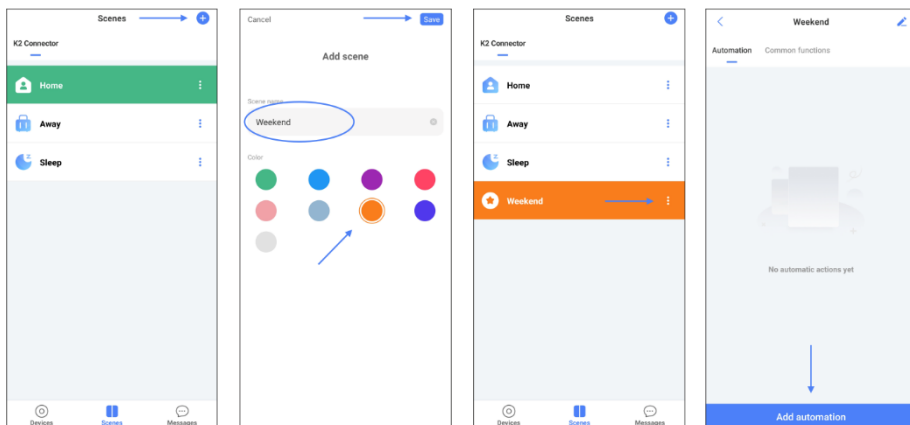 Scenes
K2 Connector
Home
Away
Sleep
Devices
Scenes
Messages
Cancel
Save
Add scene
Scene name
Weekend
Color
Scenes
K2 Connector
Home
Away
Sleep
Weekend
Devices
Scenes
Messages
Weekend
Automation Common functions
No automatic actions yet
Add automation